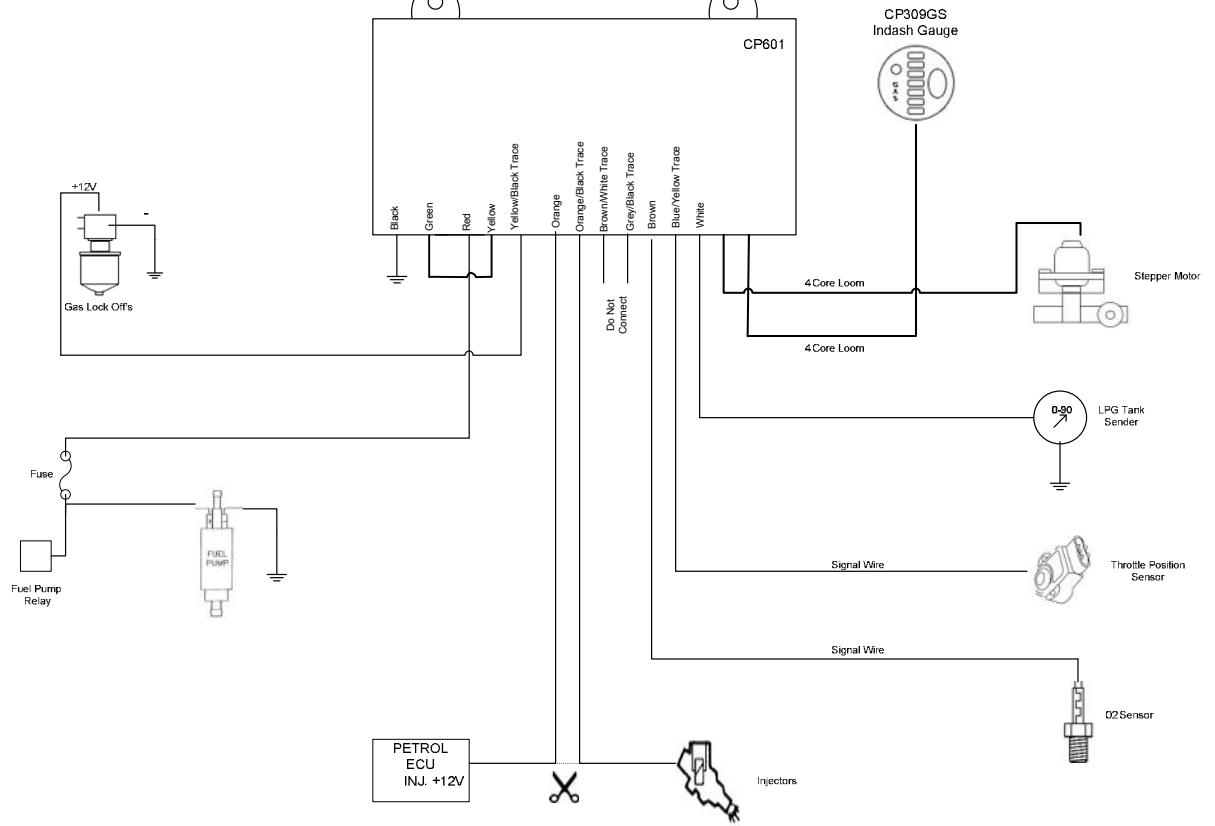 CP309GS
Indash Gauge
CP601
GAS
Black
Green
Red
Yellow
Yellow/Black Trace
Orange
Orange/Black Trace
Brown/White Trace
Grey/Black Trace
Brown
Blue/Yellow Trace
White
+12V
-
Gas Lock Off's
Do Not
Connect
4 Core Loom
4 Core Loom
Stepper Motor
0-90
LPG Tank
Sender
Fuse
FUEL
PUMP
Fuel Pump
Relay
Signal Wire
Throttle Position
Sensor
Signal Wire
O2 Sensor
PETROL
ECU
INJ. +12V
Injectors